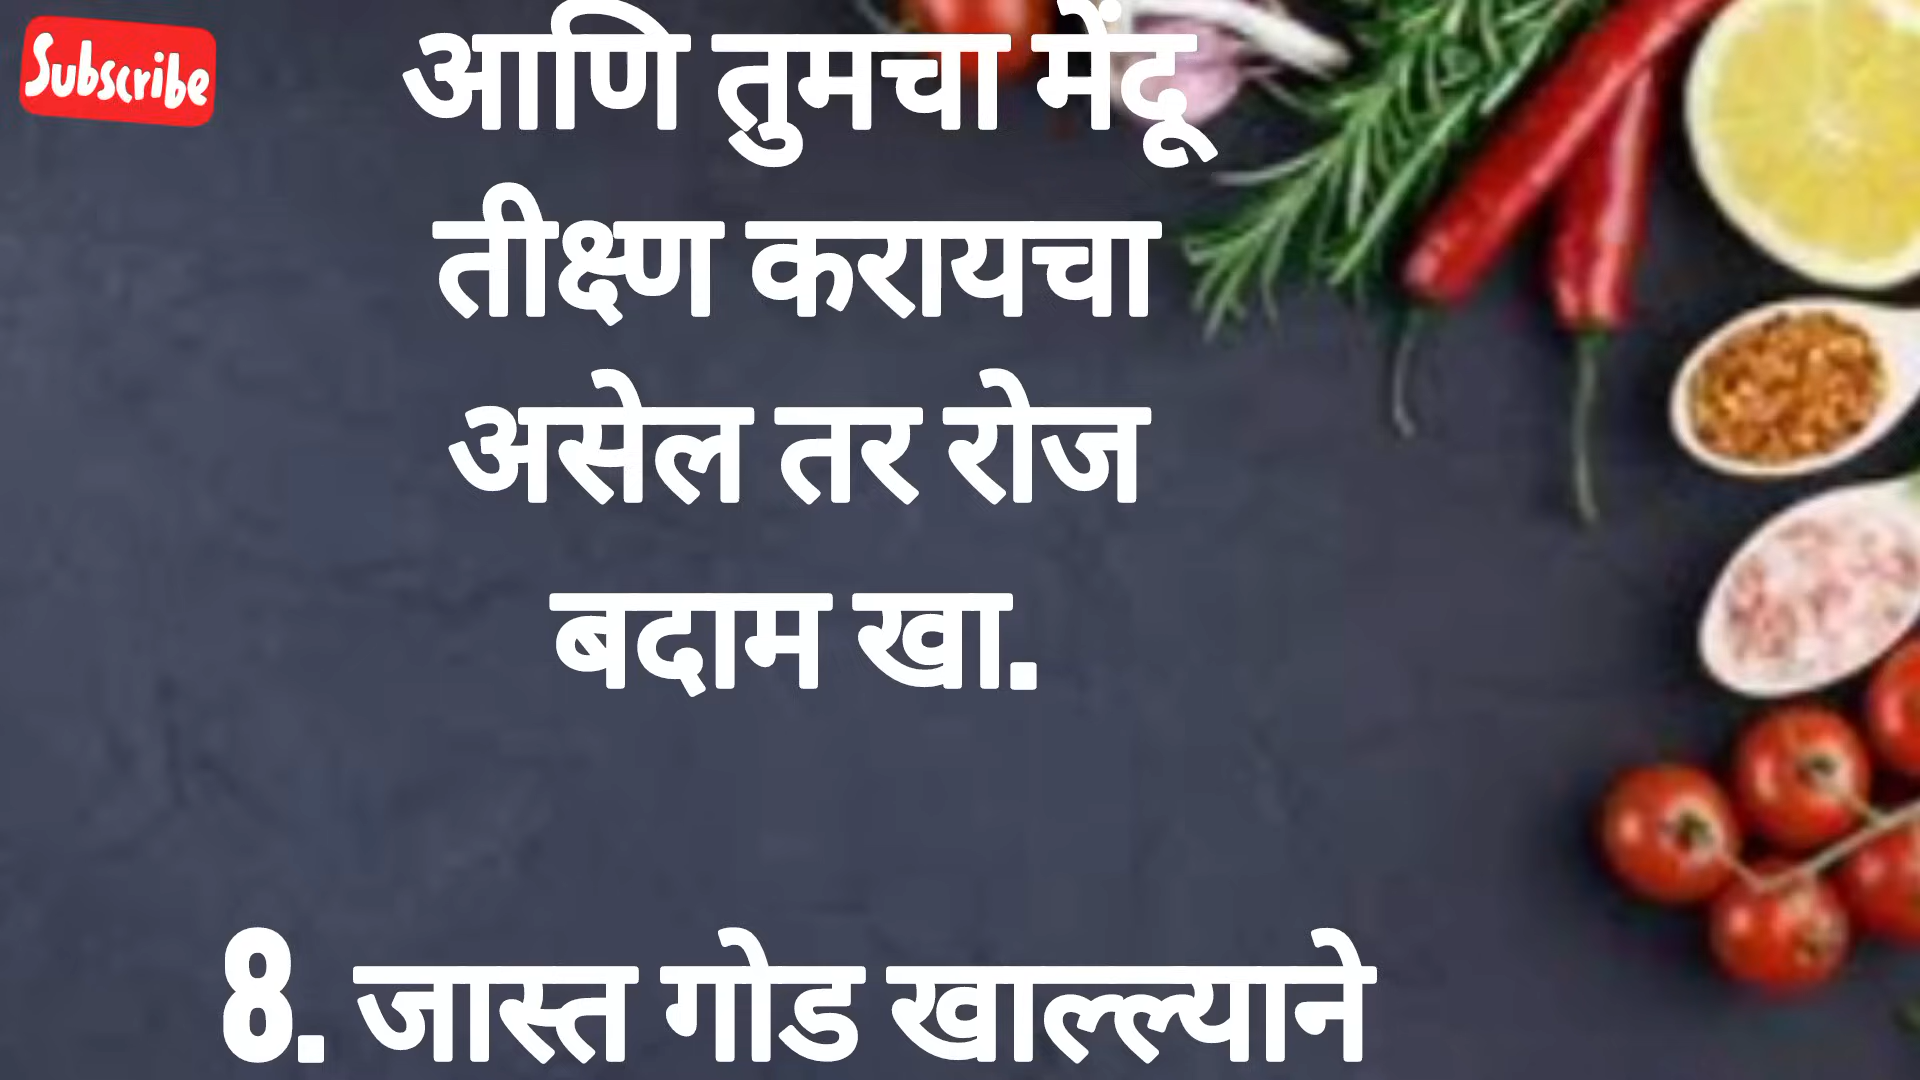 Subscribe
आणि तुमचा मेंदू
तीक्ष्ण करायचा
असेल तर रोज
बदाम खा.
8. जास्त गोड खाल्ल्याने